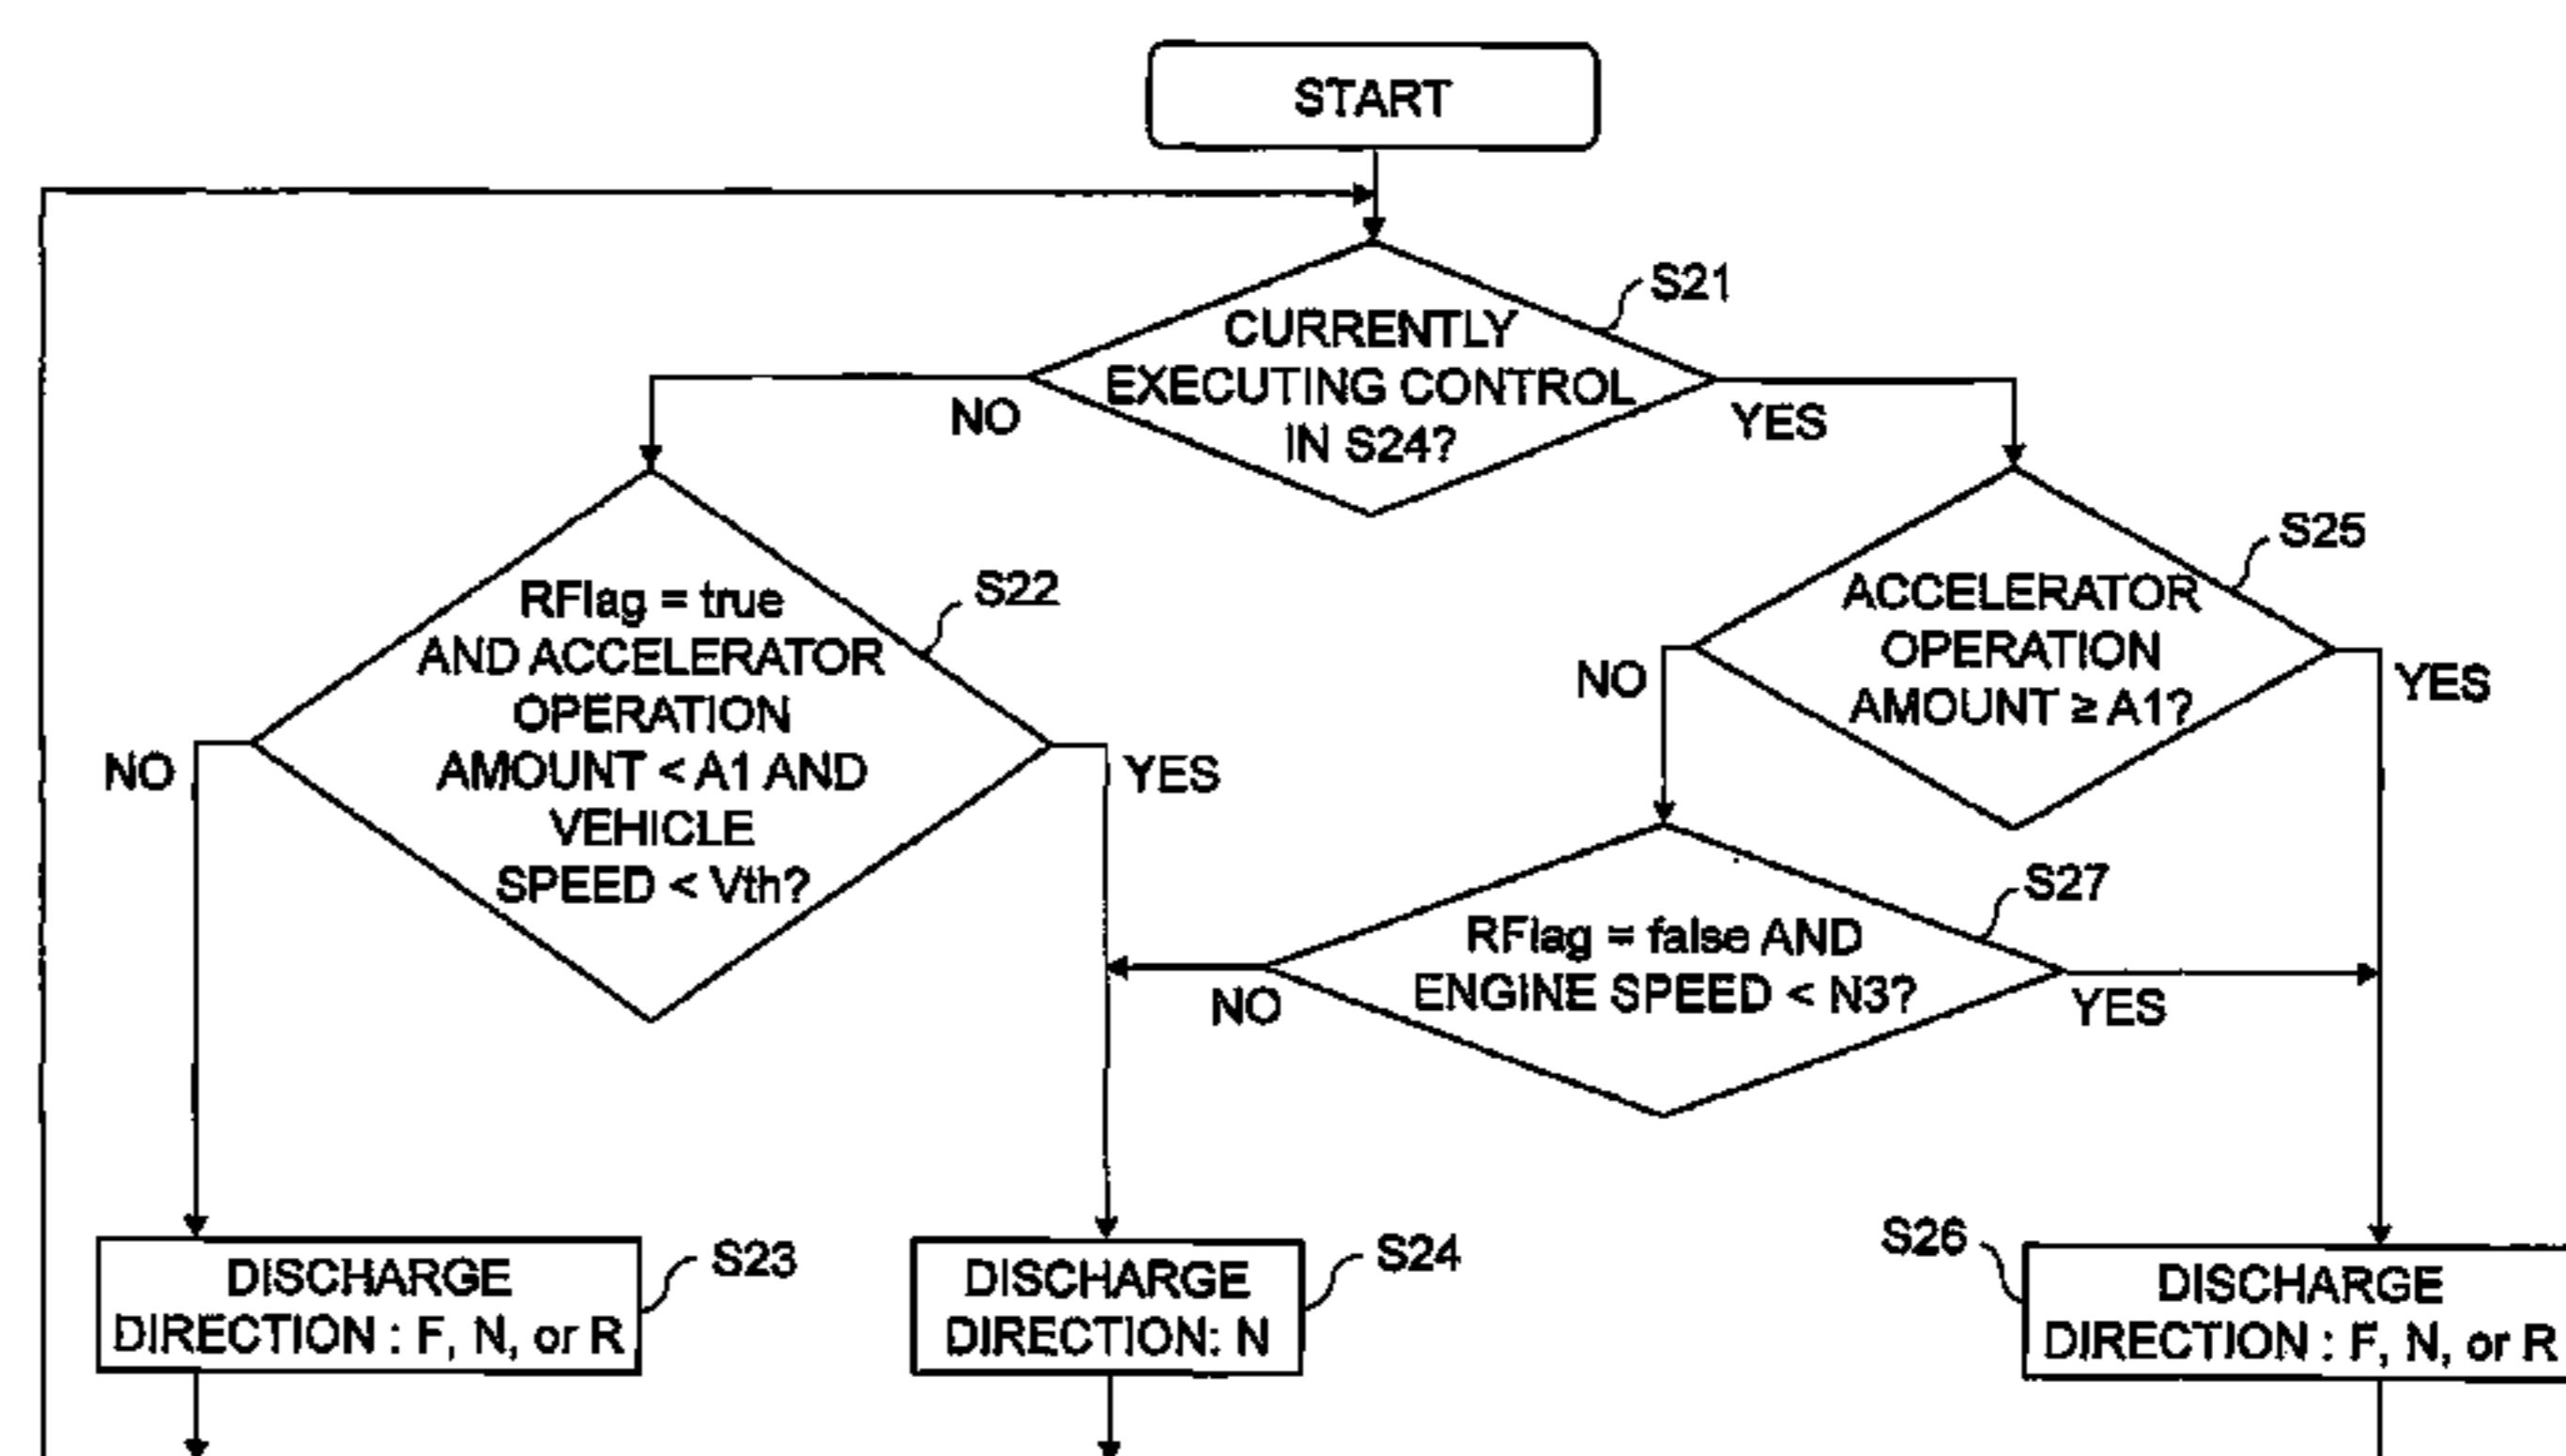 START
S21
CURRENTLY
EXECUTING CONTROL
IN S24?
NO
YES
S22
RFlag = true
AND ACCELERATOR
OPERATION
AMOUNT < A1 AND
VEHICLE
SPEED < Vth?
NO
YES
S25
ACCELERATOR
OPERATION
AMOUNT ≥ A1?
NO
YES
S27
RFlag = false AND
ENGINE SPEED < N3?
NO
YES
DISCHARGE
DIRECTION : F, N, or R
S23
DISCHARGE
DIRECTION: N
S24
S26
DISCHARGE
DIRECTION : F, N, or R